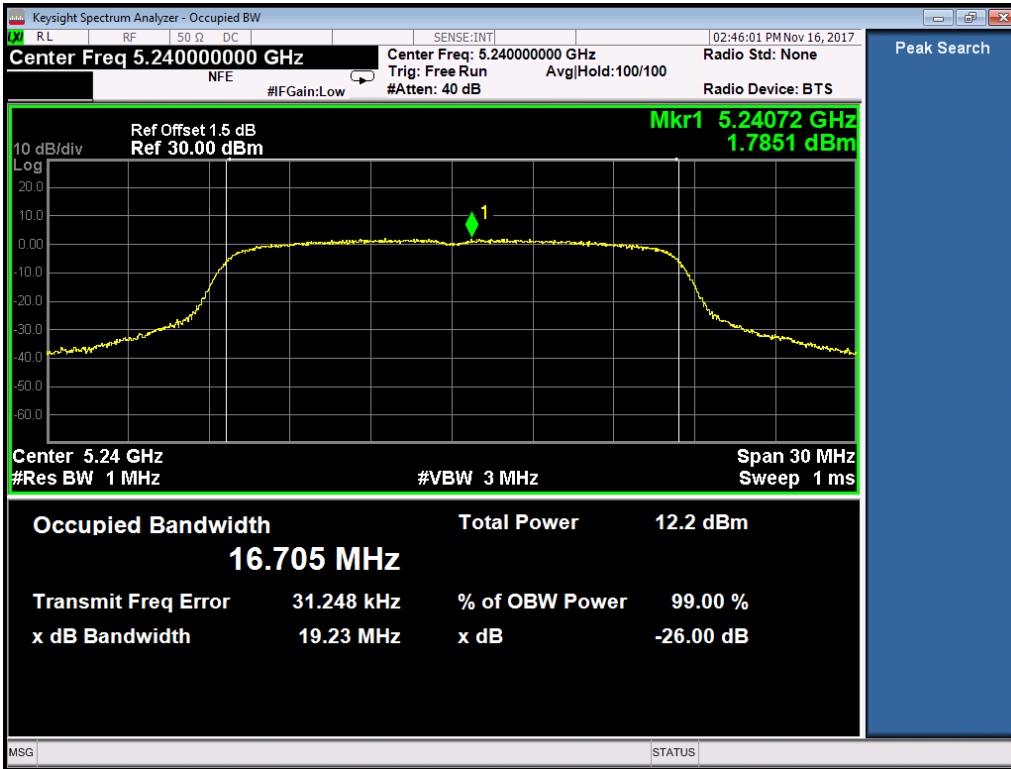 Keysight Spectrum Analyzer - Occupied BW
LXI RL RF 50 Ω DC SENSE:INT 02:46:01 PM Nov 16, 2017
Center Freq 5.240000000 GHz Center Freq: 5.240000000 GHz Radio Std: None
NFE Trig: Free Run Avg|Hold:100/100
#IFGain:Low #Atten: 40 dB Radio Device: BTS
Peak Search
Mkr1 5.24072 GHz
Ref Offset 1.5 dB 1.7851 dBm
10 dB/div Ref 30.00 dBm
Log
20.0
10.0
1
0.00
-10.0
-20.0
-30.0
-40.0
-50.0
-60.0
Center 5.24 GHz Span 30 MHz
#Res BW 1 MHz #VBW 3 MHz Sweep 1 ms
Occupied Bandwidth Total Power 12.2 dBm
16.705 MHz
Transmit Freq Error 31.248 kHz % of OBW Power 99.00 %
x dB Bandwidth 19.23 MHz x dB -26.00 dB
MSG STATUS